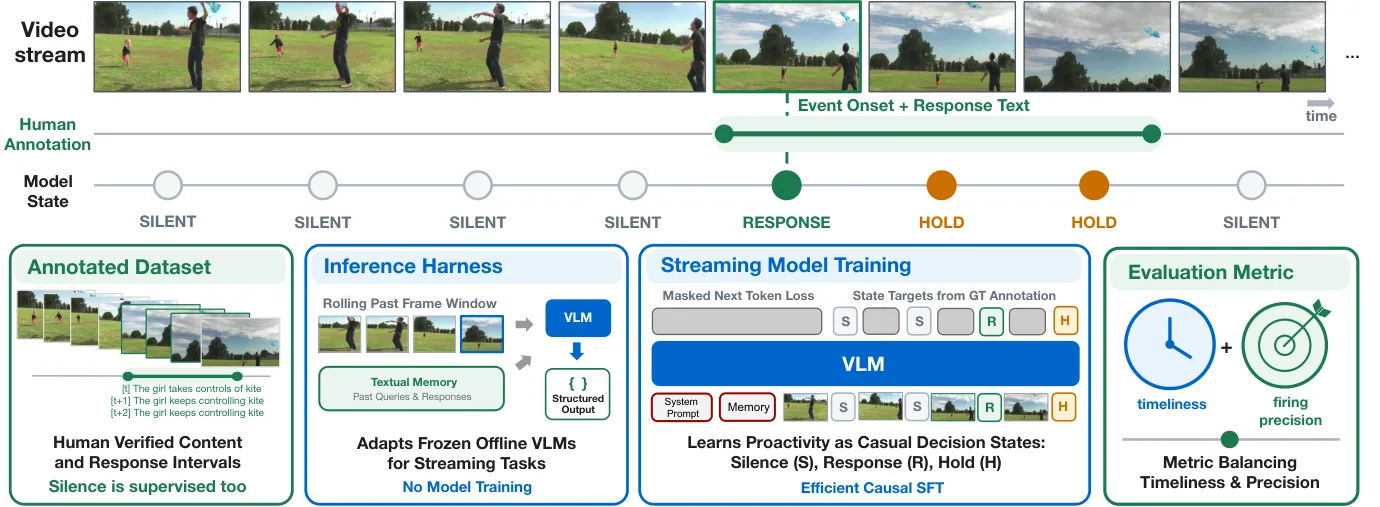 Video
stream
...
Event Onset + Response Text
time
Human
Annotation
Model
State
SILENT
SILENT
SILENT
SILENT
RESPONSE
HOLD
HOLD
SILENT
Annotated Dataset
[t] The girl takes controls of kite
[t+1] The girl keeps controlling kite
[t+2] The girl keeps controlling kite
Human Verified Content
and Response Intervals
Silence is supervised too
Inference Harness
Rolling Past Frame Window
VLM
Textual Memory
Past Queries & Responses
{ }
Structured
Output
Adapts Frozen Offline VLMs
for Streaming Tasks
No Model Training
Streaming Model Training
Masked Next Token Loss
State Targets from GT Annotation
S
S
R
H
VLM
System
Prompt
Memory
S
S
R
H
Learns Proactivity as Casual Decision States:
Silence (S), Response (R), Hold (H)
Efficient Causal SFT
Evaluation Metric
+
timeliness
firing
precision
Metric Balancing
Timeliness & Precision